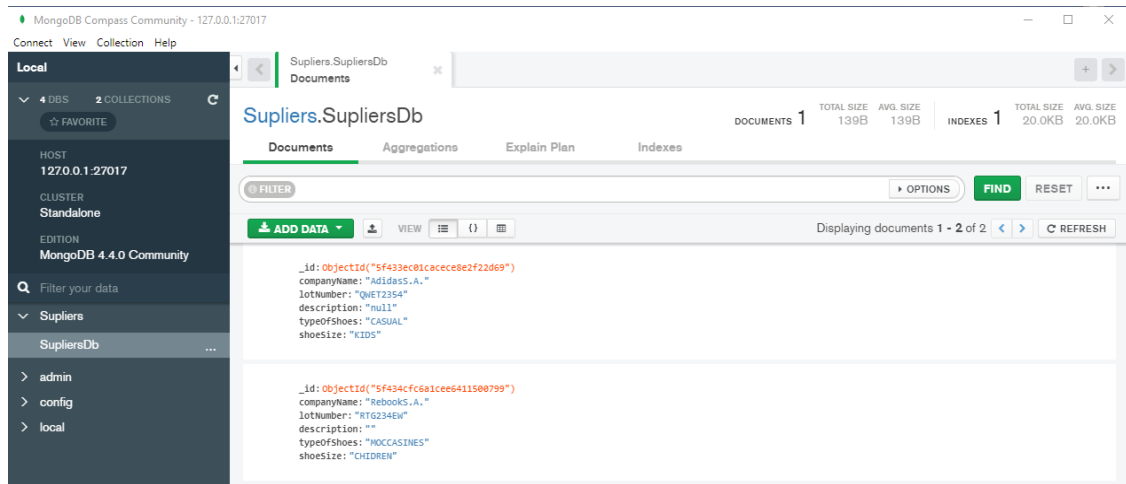 MongoDB Compass Community - 127.0.0.1:27017
Connect View Collection Help
Local
4 DBS 2 COLLECTIONS
FAVORITE
HOST
127.0.0.1:27017
CLUSTER
Standalone
EDITION
MongoDB 4.4.0 Community
Filter your data
Supliers
SupliersDb ...
admin
config
local
Supliers.SupliersDb
Documents
Supliers.SupliersDb
DOCUMENTS 1 TOTAL SIZE 139B AVG. SIZE 139B INDEXES 1 TOTAL SIZE 20.0KB AVG. SIZE 20.0KB
Documents Aggregations Explain Plan Indexes
FILTER OPTIONS FIND RESET ...
ADD DATA VIEW {} Displaying documents 1 - 2 of 2 < > REFRESH
_id:ObjectId("5f433ec01cacece8e2f22d69")
companyName:"AdidasS.A."
lotNumber:"QWET2354"
description:"null"
typeOfShoes:"CASUAL"
shoeSize:"KIDS"
_id:ObjectId("5f434cfc6a1cee6411500799")
companyName:"RebookS.A."
lotNumber:"RTG234EW"
description:""
typeOfShoes:"MOCCASINES"
shoeSize:"CHIDREN"